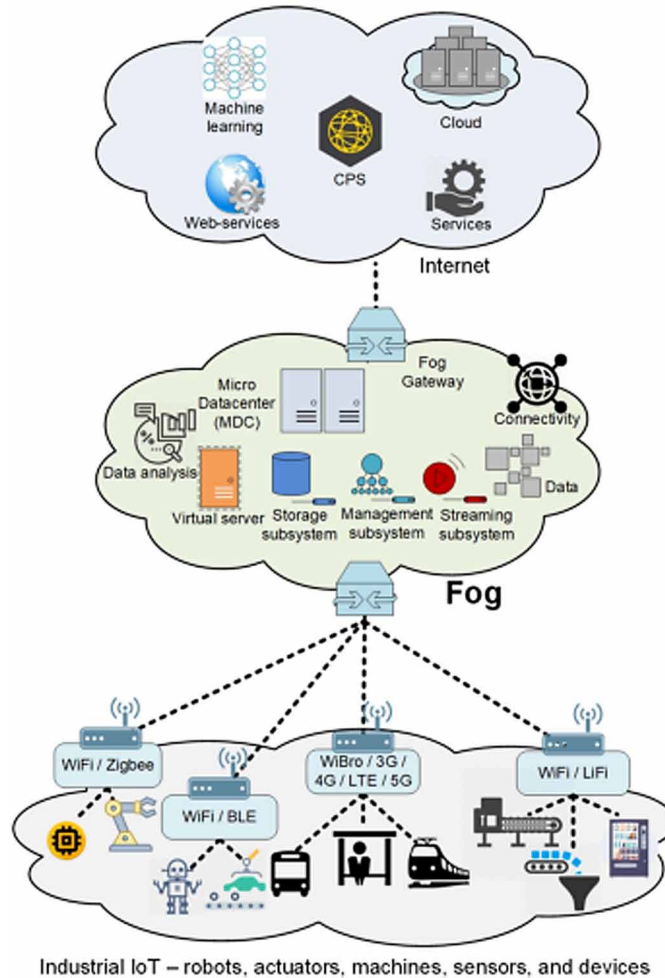 Machine
learning
Cloud
CPS
Web-services
Services
Internet
Micro
Datacenter
(MDC)
Fog
Gateway
Connectivity
Data analysis
Virtual server
Storage
subsystem
Management
subsystem
Streaming
subsystem
Data
Fog
WiFi / Zigbee
WiFi / BLE
WiBro / 3G /
4G / LTE / 5G
WiFi / LiFi
Industrial IoT – robots, actuators, machines, sensors, and devices